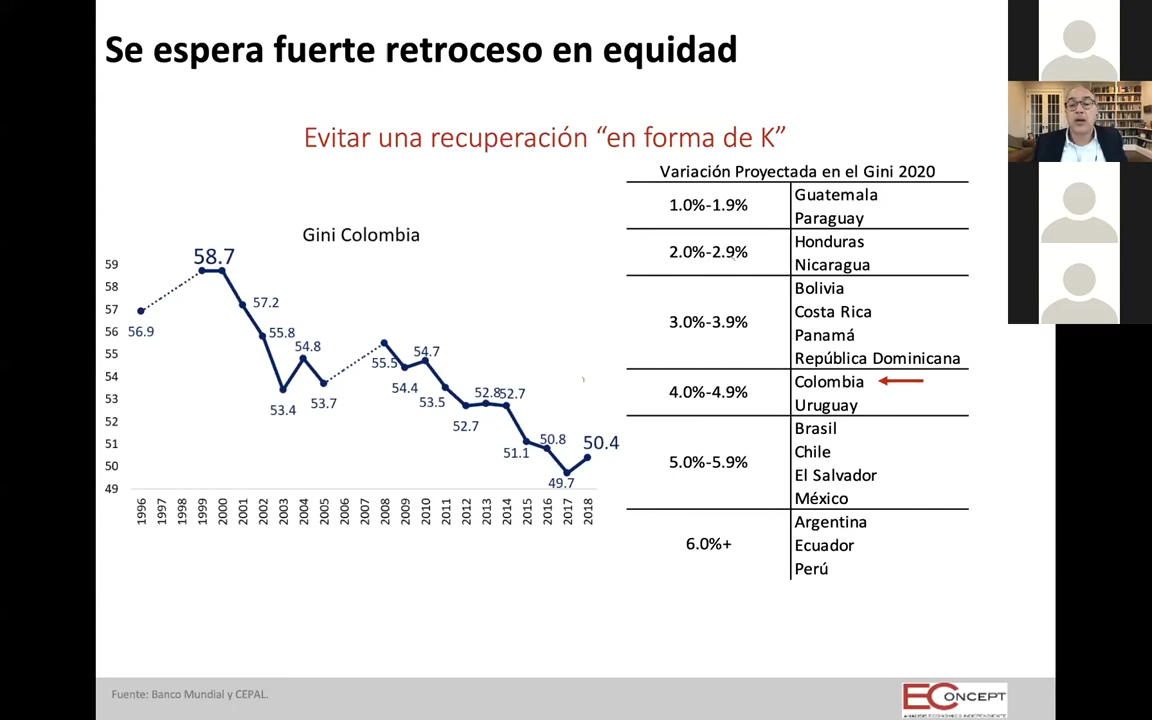 Se espera fuerte retroceso en equidad
Evitar una recuperación “en forma de K”
Gini Colombia
59
58
57
56
55
54
53
52
51
50
49
56.9
58.7
57.2
55.8
53.4
54.8
53.7
55.5
54.4
54.7
53.5
52.7
52.8
52.7
51.1
50.8
49.7
50.4
1996
1997
1998
1999
2000
2001
2002
2003
2004
2005
2006
2007
2008
2009
2010
2011
2012
2013
2014
2015
2016
2017
2018
Variación Proyectada en el Gini 2020
1.0%-1.9%
Guatemala
Paraguay
2.0%-2.9%
Honduras
Nicaragua
3.0%-3.9%
Bolivia
Costa Rica
Panamá
República Dominicana
4.0%-4.9%
Colombia
Uruguay
5.0%-5.9%
Brasil
Chile
El Salvador
México
6.0%+
Argentina
Ecuador
Perú
Fuente: Banco Mundial y CEPAL.
ECONCEPT
ANÁLISIS ECONÓMICO INDEPENDIENTE